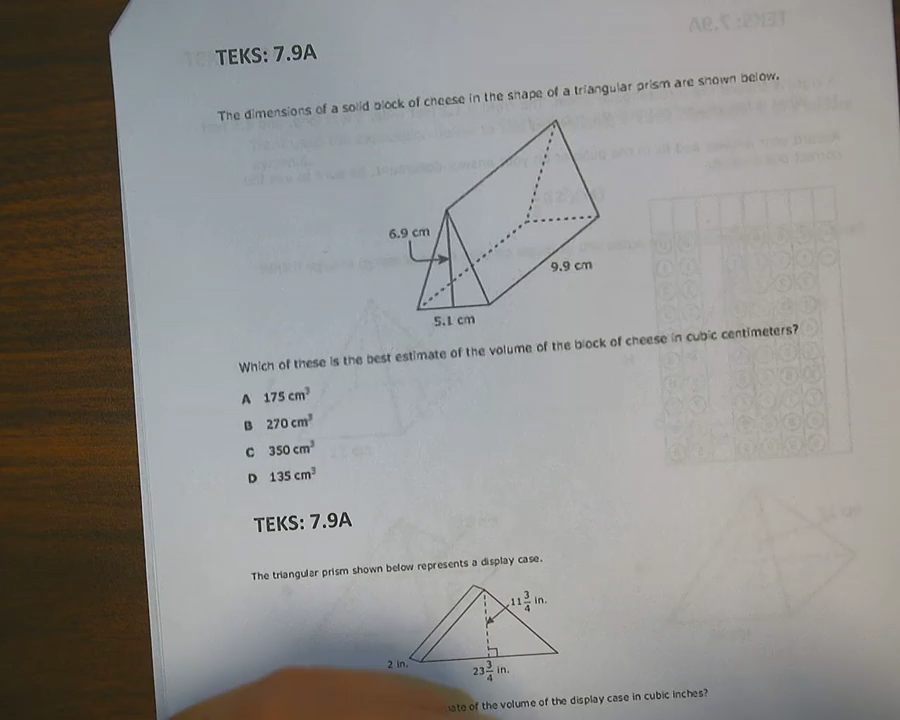 TEKS: 7.9A
The dimensions of a solid block of cheese in the shape of a triangular prism are shown below.
6.9 cm
9.9 cm
5.1 cm
Which of these is the best estimate of the volume of the block of cheese in cubic centimeters?
A 175 cm³
B 270 cm³
C 350 cm³
D 135 cm³
TEKS: 7.9A
The triangular prism shown below represents a display case.
11 3/4 in.
2 in.
23 3/4 in.
of the volume of the display case in cubic inches?